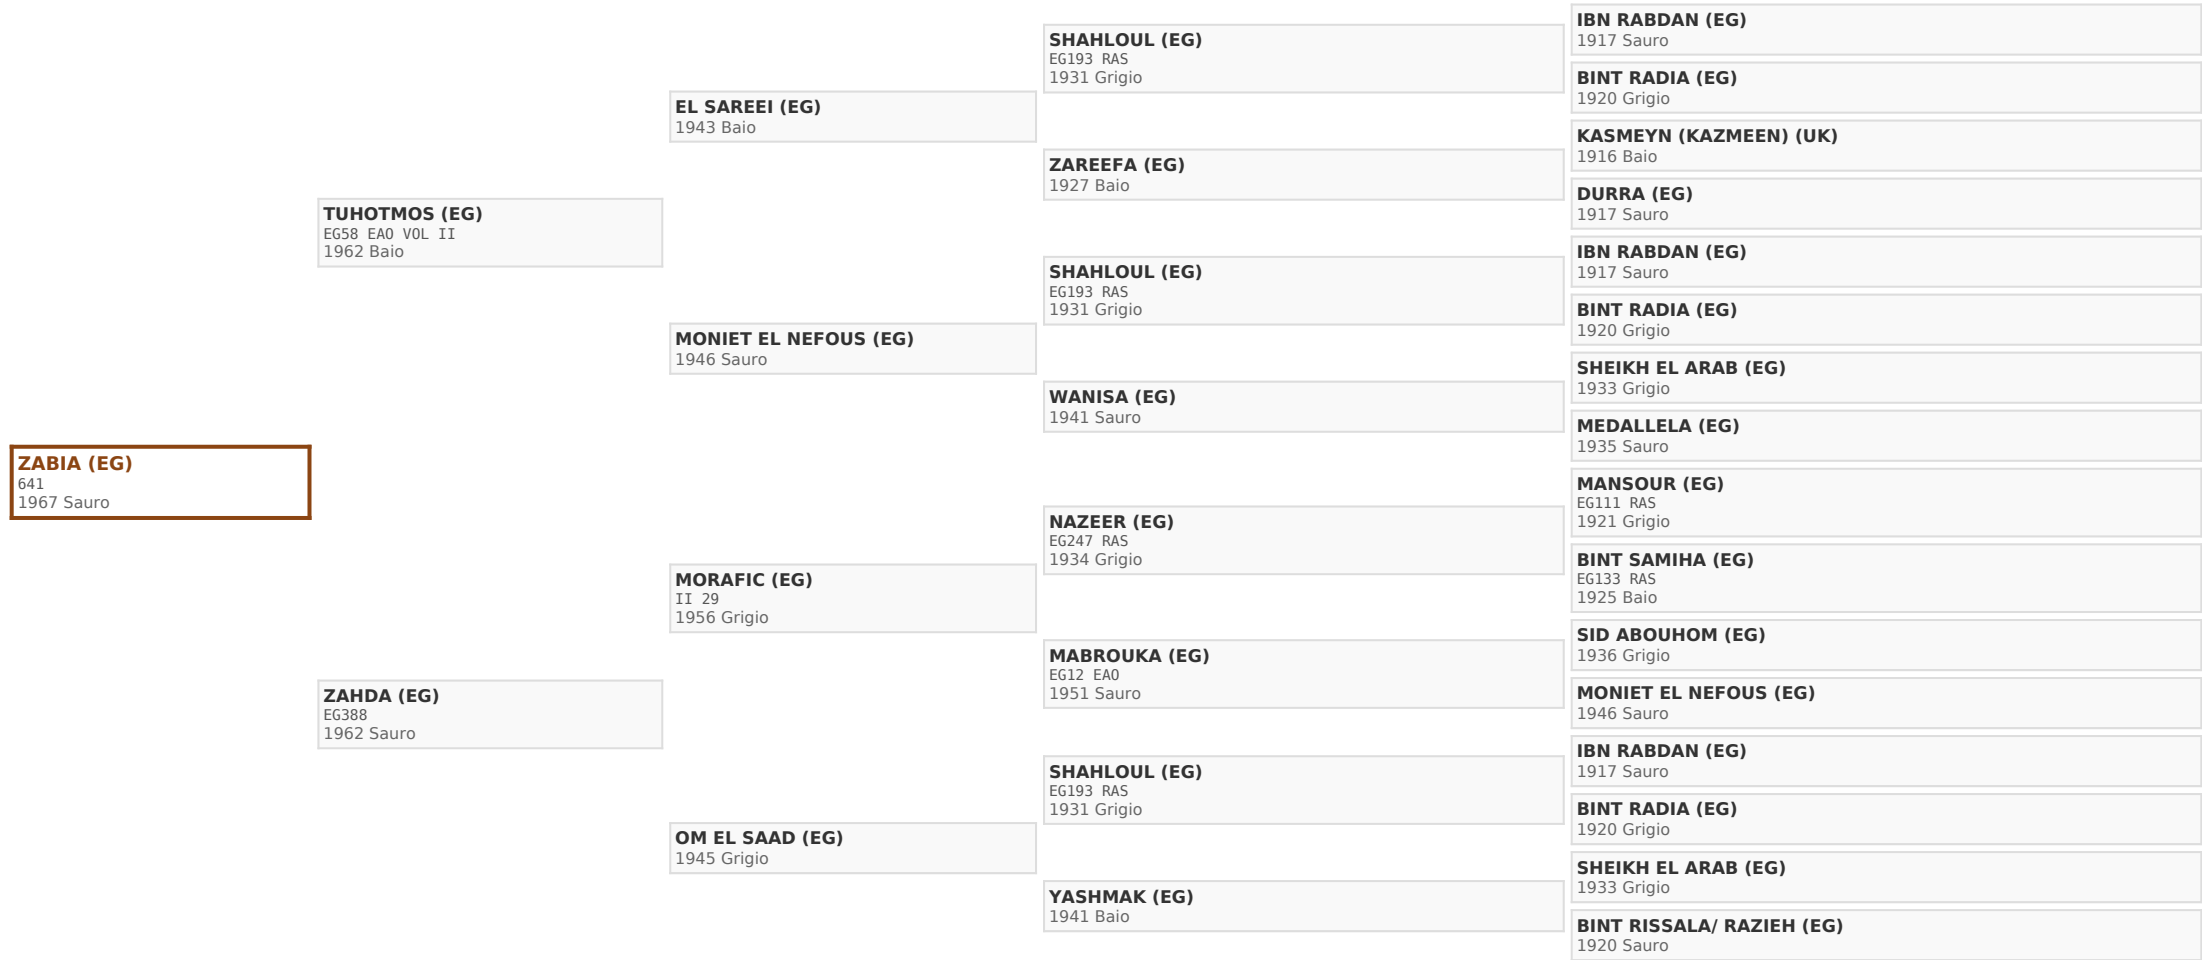 ZABIA (EG)
641
1967 Sauro
TUHOTMOS (EG)
EG58 EAO VOL II
1962 Baio
ZAHDA (EG)
EG388
1962 Sauro
EL SAREEI (EG)
1943 Baio
MONIET EL NEFOUS (EG)
1946 Sauro
MORAFIC (EG)
II 29
1956 Grigio
OM EL SAAD (EG)
1945 Grigio
SHAHLOUL (EG)
EG193 RAS
1931 Grigio
ZAREEFA (EG)
1927 Baio
SHAHLOUL (EG)
EG193 RAS
1931 Grigio
WANISA (EG)
1941 Sauro
NAZEER (EG)
EG247 RAS
1934 Grigio
MABROUKA (EG)
EG12 EAO
1951 Sauro
SHAHLOUL (EG)
EG193 RAS
1931 Grigio
YASHMAK (EG)
1941 Baio
IBN RABDAN (EG)
1917 Sauro
BINT RADIA (EG)
1920 Grigio
KASMEYN (KAZMEEN) (UK)
1916 Baio
DURRA (EG)
1917 Sauro
IBN RABDAN (EG)
1917 Sauro
BINT RADIA (EG)
1920 Grigio
SHEIKH EL ARAB (EG)
1933 Grigio
MEDALLELA (EG)
1935 Sauro
MANSOUR (EG)
EG111 RAS
1921 Grigio
BINT SAMIHA (EG)
EG133 RAS
1925 Baio
SID ABOUHOM (EG)
1936 Grigio
MONIET EL NEFOUS (EG)
1946 Sauro
IBN RABDAN (EG)
1917 Sauro
BINT RADIA (EG)
1920 Grigio
SHEIKH EL ARAB (EG)
1933 Grigio
BINT RISSALA/ RAZIEH (EG)
1920 Sauro